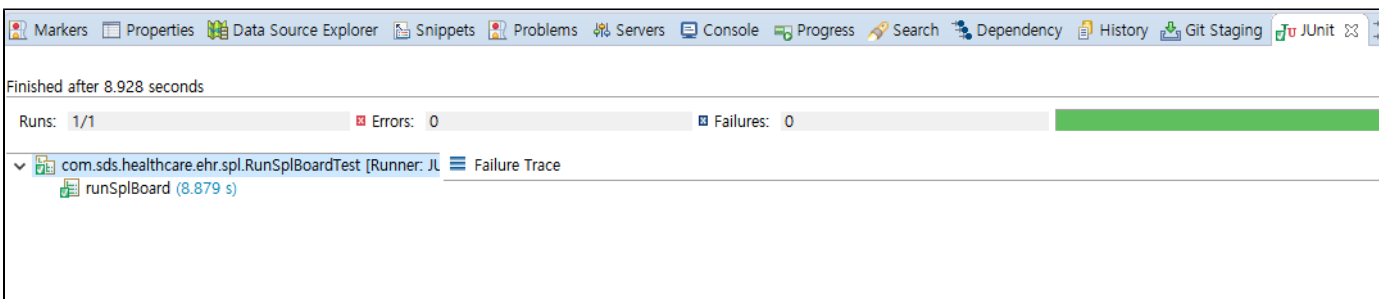 Markers Properties Data Source Explorer Snippets Problems Servers Console Progress Search Dependency History Git Staging JUnit
Finished after 8.928 seconds
Runs: 1/1 Errors: 0 Failures: 0
com.sds.healthcare.ehr.spl.RunSplBoardTest [Runner: JU Failure Trace
runSplBoard (8.879 s)